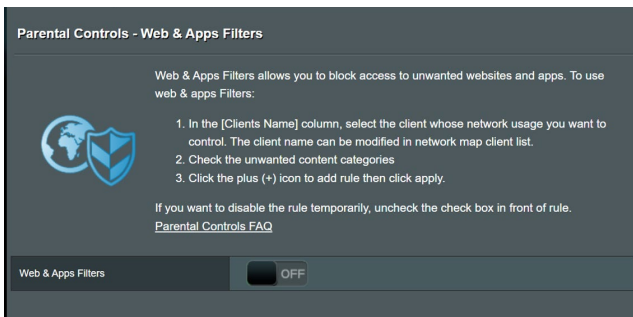 Parental Controls - Web & Apps Filters
Web & Apps Filters allows you to block access to unwanted websites and apps. To use
web & apps Filters:
1. In the [Clients Name] column, select the client whose network usage you want to
control. The client name can be modified in network map client list.
2. Check the unwanted content categories
3. Click the plus (+) icon to add rule then click apply.
If you want to disable the rule temporarily, uncheck the check box in front of rule.
Parental Controls FAQ
Web & Apps Filters
OFF